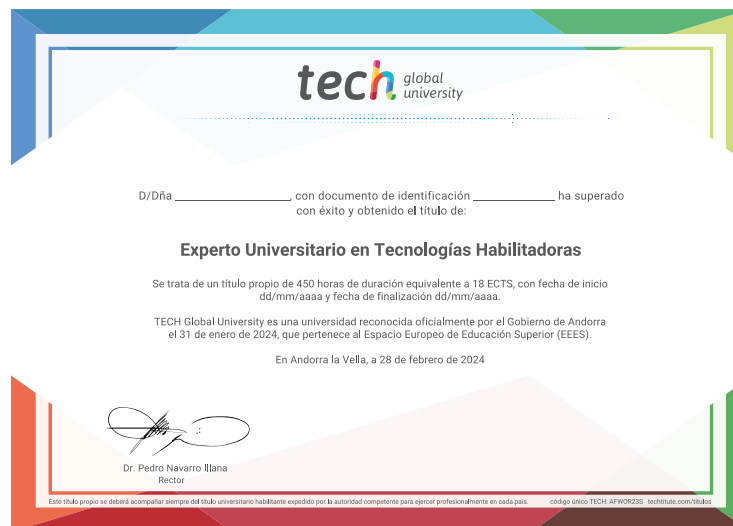 tech global university
D/Dña ______________, con documento de identificación ______________ ha superado
con éxito y obtenido el título de:
Experto Universitario en Tecnologías Habilitadoras
Se trata de un título propio de 450 horas de duración equivalente a 18 ECTS, con fecha de inicio
dd/mm/aaaa y fecha de finalización dd/mm/aaaa.
TECH Global University es una universidad reconocida oficialmente por el Gobierno de Andorra
el 31 de enero de 2024, que pertenece al Espacio Europeo de Educación Superior (EEES).
En Andorra la Vella, a 28 de febrero de 2024
Dr. Pedro Navarro Illana
Rector
Este título propio se deberá acompañar siempre del título universitario habilitante expedido por la autoridad competente para ejercer profesionalmente en cada país. código único TECH: AFWOR23S techtitute.com/titulos